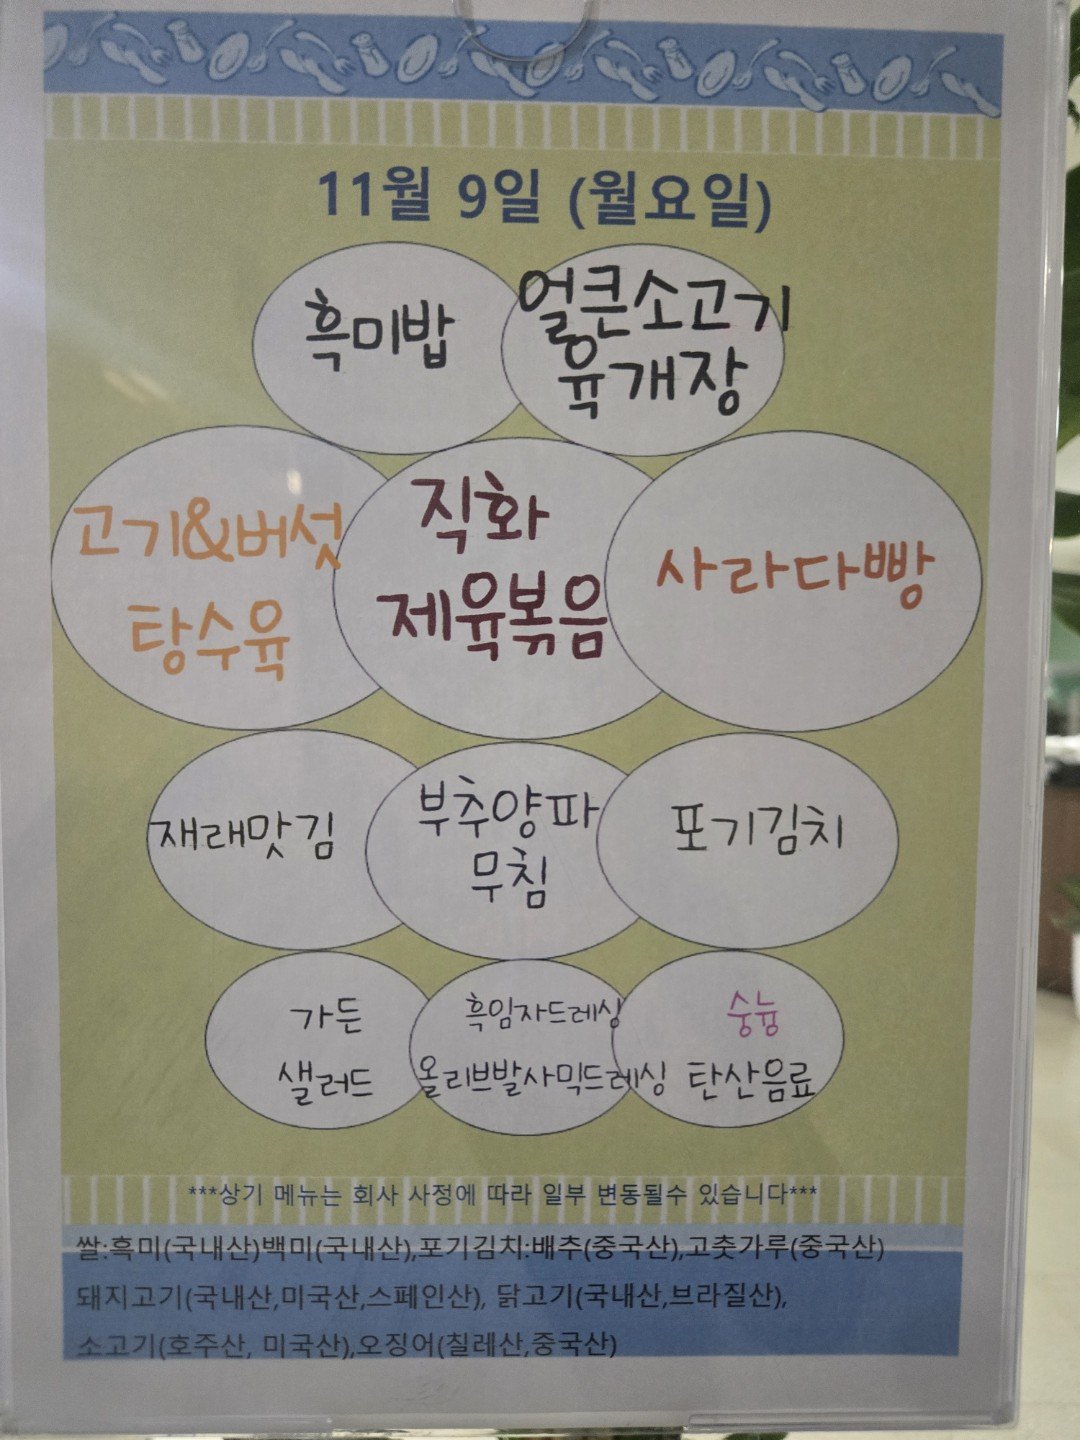 11월 9일 (월요일)
흑미밥
얼큰소고기
육개장
고기&버섯
탕수육
직화
제육볶음
사라다빵
재래맛김
부추양파
무침
포기김치
가든
샐러드
흑임자드레싱
올리브발사믹드레싱
숭늉
탄산음료
***상기 메뉴는 회사 사정에 따라 일부 변동될수 있습니다***
쌀:흑미(국내산)백미(국내산),포기김치:배추(중국산),고춧가루(중국산)
돼지고기(국내산,미국산,스페인산), 닭고기(국내산,브라질산),
소고기(호주산, 미국산),오징어(칠레산,중국산)